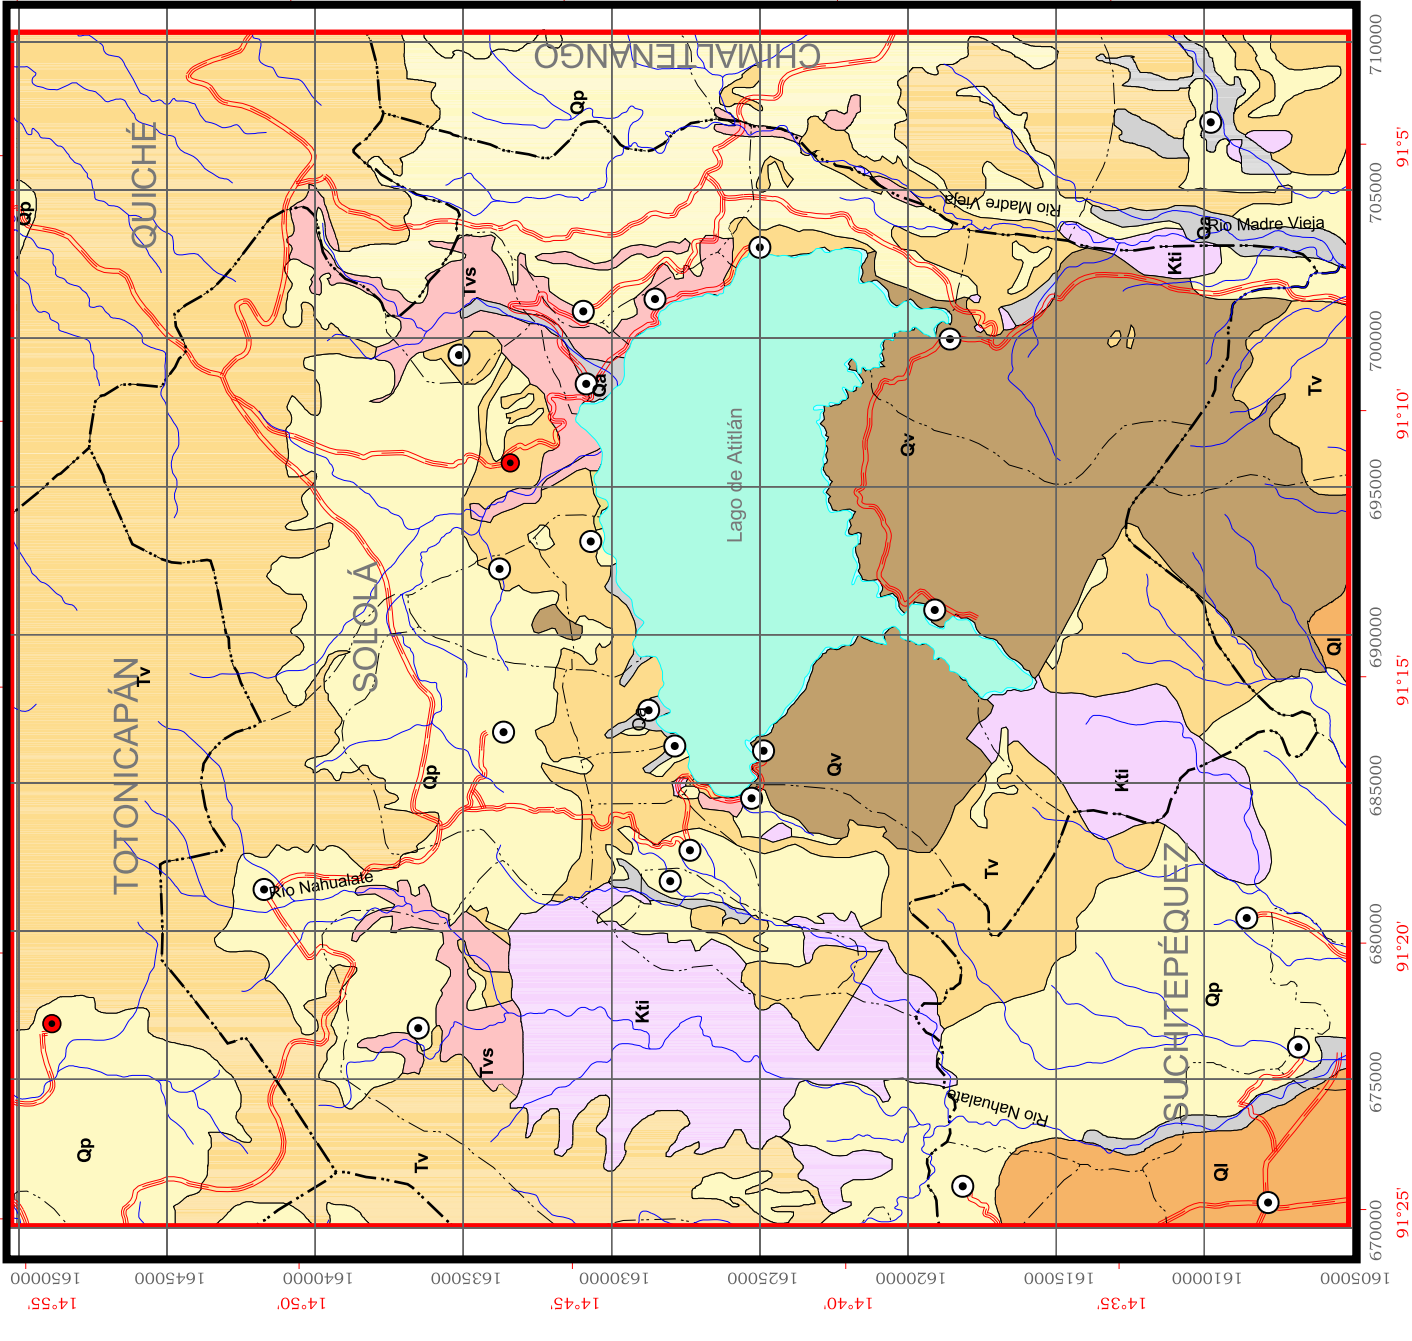 CHIMALTENANGO
QUICHÉ
Qp
Qp
Rio Madre Vieja
Qa
Rio Madre Vieja
Kti
Tvs
Qa
Tv
Qv
Lago de Atitlán
SOLOLÁ
TOTONICAPÁN
Tv
Ql
Qa
Qp
Qv
Kti
Tv
Río Nahualate
SUCHITEPÉQUEZ
Qp
Kti
Tvs
Rio Nahualate
Qp
Tv
Ql
710000
705000
700000
695000
690000
685000
680000
675000
670000
91°5'
91°10'
91°15'
91°20'
91°25'
1650000
1645000
1640000
1635000
1630000
1625000
1620000
1615000
1610000
1605000
14°55'
14°50'
14°45'
14°40'
14°35'